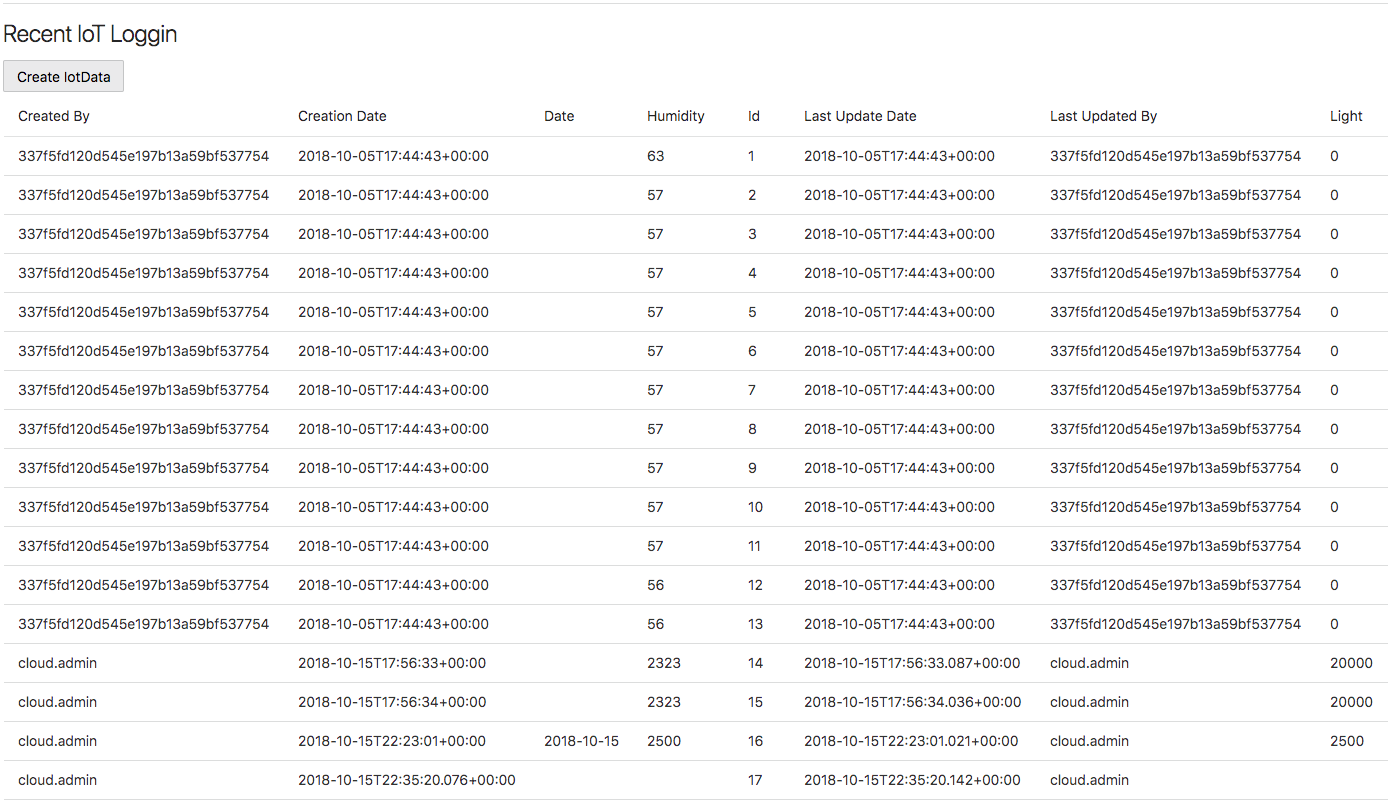 Recent IoT Loggin
Create IotData
Created By Creation Date Date Humidity Id Last Update Date Last Updated By Light
337f5fd120d545e197b13a59bf537754 2018-10-05T17:44:43+00:00 63 1 2018-10-05T17:44:43+00:00 337f5fd120d545e197b13a59bf537754 0
337f5fd120d545e197b13a59bf537754 2018-10-05T17:44:43+00:00 57 2 2018-10-05T17:44:43+00:00 337f5fd120d545e197b13a59bf537754 0
337f5fd120d545e197b13a59bf537754 2018-10-05T17:44:43+00:00 57 3 2018-10-05T17:44:43+00:00 337f5fd120d545e197b13a59bf537754 0
337f5fd120d545e197b13a59bf537754 2018-10-05T17:44:43+00:00 57 4 2018-10-05T17:44:43+00:00 337f5fd120d545e197b13a59bf537754 0
337f5fd120d545e197b13a59bf537754 2018-10-05T17:44:43+00:00 57 5 2018-10-05T17:44:43+00:00 337f5fd120d545e197b13a59bf537754 0
337f5fd120d545e197b13a59bf537754 2018-10-05T17:44:43+00:00 57 6 2018-10-05T17:44:43+00:00 337f5fd120d545e197b13a59bf537754 0
337f5fd120d545e197b13a59bf537754 2018-10-05T17:44:43+00:00 57 7 2018-10-05T17:44:43+00:00 337f5fd120d545e197b13a59bf537754 0
337f5fd120d545e197b13a59bf537754 2018-10-05T17:44:43+00:00 57 8 2018-10-05T17:44:43+00:00 337f5fd120d545e197b13a59bf537754 0
337f5fd120d545e197b13a59bf537754 2018-10-05T17:44:43+00:00 57 9 2018-10-05T17:44:43+00:00 337f5fd120d545e197b13a59bf537754 0
337f5fd120d545e197b13a59bf537754 2018-10-05T17:44:43+00:00 57 10 2018-10-05T17:44:43+00:00 337f5fd120d545e197b13a59bf537754 0
337f5fd120d545e197b13a59bf537754 2018-10-05T17:44:43+00:00 57 11 2018-10-05T17:44:43+00:00 337f5fd120d545e197b13a59bf537754 0
337f5fd120d545e197b13a59bf537754 2018-10-05T17:44:43+00:00 56 12 2018-10-05T17:44:43+00:00 337f5fd120d545e197b13a59bf537754 0
337f5fd120d545e197b13a59bf537754 2018-10-05T17:44:43+00:00 56 13 2018-10-05T17:44:43+00:00 337f5fd120d545e197b13a59bf537754 0
cloud.admin 2018-10-15T17:56:33+00:00 2323 14 2018-10-15T17:56:33.087+00:00 cloud.admin 20000
cloud.admin 2018-10-15T17:56:34+00:00 2323 15 2018-10-15T17:56:34.036+00:00 cloud.admin 20000
cloud.admin 2018-10-15T22:23:01+00:00 2018-10-15 2500 16 2018-10-15T22:23:01.021+00:00 cloud.admin 2500
cloud.admin 2018-10-15T22:35:20.076+00:00 17 2018-10-15T22:35:20.142+00:00 cloud.admin